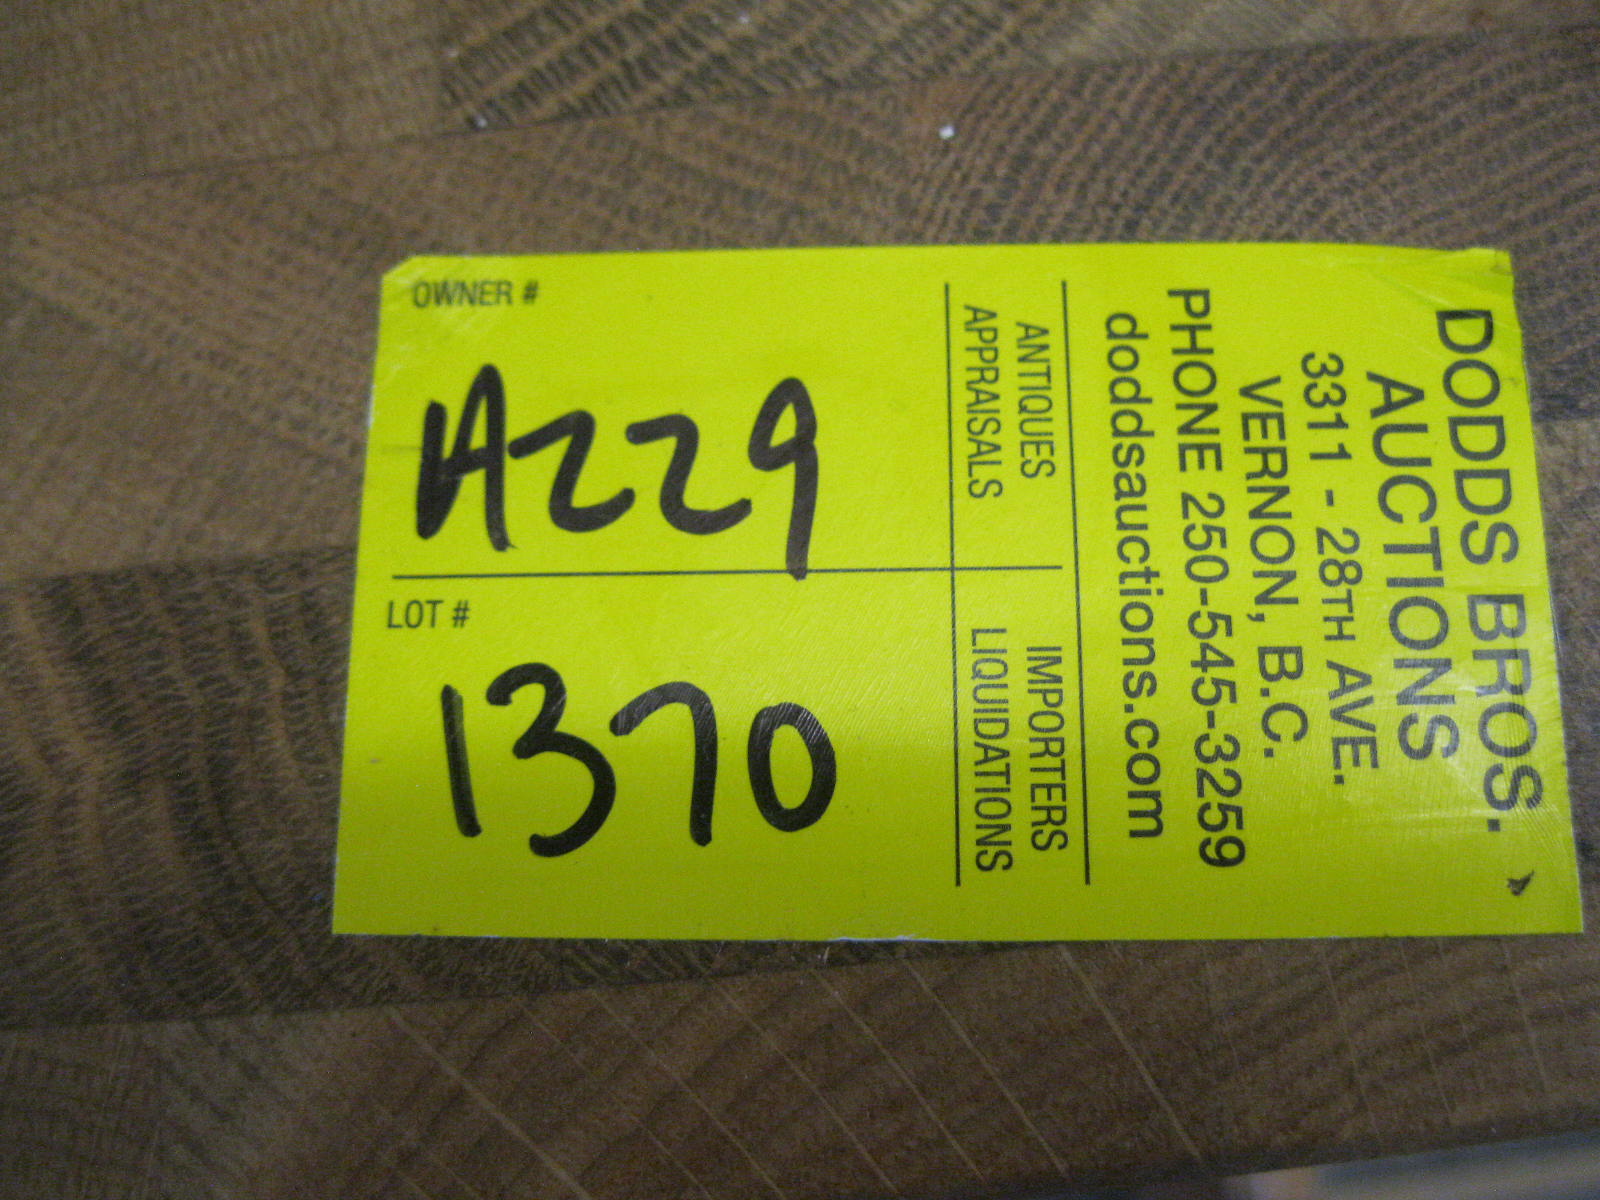 DODDS BROS.
AUCTIONS
3311 - 28TH AVE.
VERNON, B.C.
PHONE 250-545-3259
doddsauctions.com
ANTIQUES
APPRAISALS
IMPORTERS
LIQUIDATIONS
OWNER #
A229
LOT #
1370